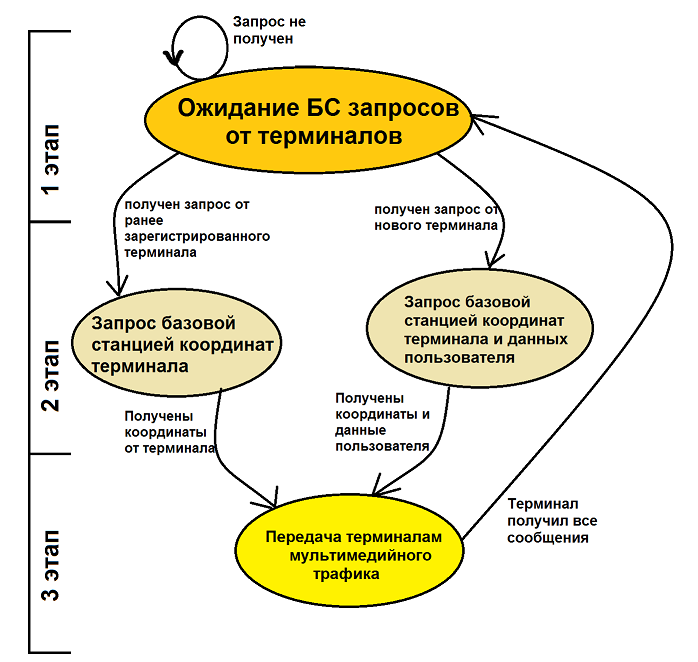 Запрос не
получен
Ожидание БС запросов
от терминалов
1 этап
получен запрос от
ранее
зарегистрированного
терминала
получен запрос от
нового терминала
Запрос базовой
станцией координат
терминала
Запрос базовой
станцией координат
терминала и данных
пользователя
2 этап
Получены
координаты
от терминала
Получены
координаты и
данные
пользователя
Передача терминалам
мультимедийного
трафика
Терминал
получил все
сообщения
3 этап